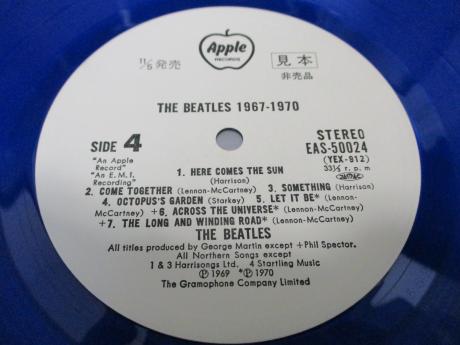 Apple
RECORDS
11/5 発売
見本
非売品
THE BEATLES 1967-1970
SIDE 4
STEREO
EAS-50024
(YEX-912)
33⅓ r.p.m
"An Apple
Record"
"An E.M.I.
Recording"
1. HERE COMES THE SUN
(Harrison)
2. COME TOGETHER (Lennon-McCartney) 3. SOMETHING (Harrison)
4. OCTOPUS'S GARDEN (Starkey) 5. LET IT BE* (Lennon-
McCartney) +6. ACROSS THE UNIVERSE* (Lennon-McCartney)
+7. THE LONG AND WINDING ROAD* (Lennon-McCartney)
THE BEATLES
All titles produced by George Martin except +Phil Spector.
All Northern Songs except
1 & 3 Harrisongs Ltd. 4 Startling Music
Ⓟ 1969 *Ⓟ 1970
The Gramophone Company Limited